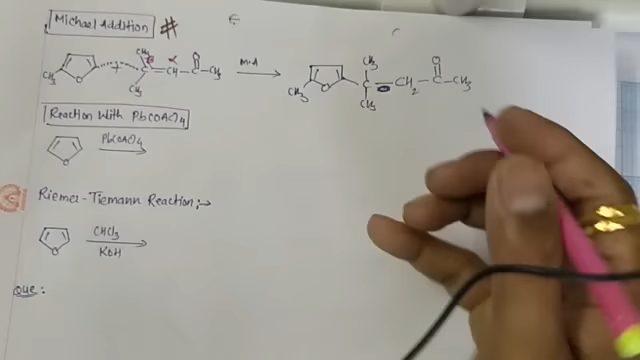 Michael Addition #
CH3 O + CH3 β α C=CH-C-CH3 O CH3 M·A CH3 O CH3 C CH3 CH2-C-CH3 O
Reaction With Pb(OAC)4
O Pb(OAC)4
Riemer-Tiemann Reaction:→
O CHCl3
KOH
Que: